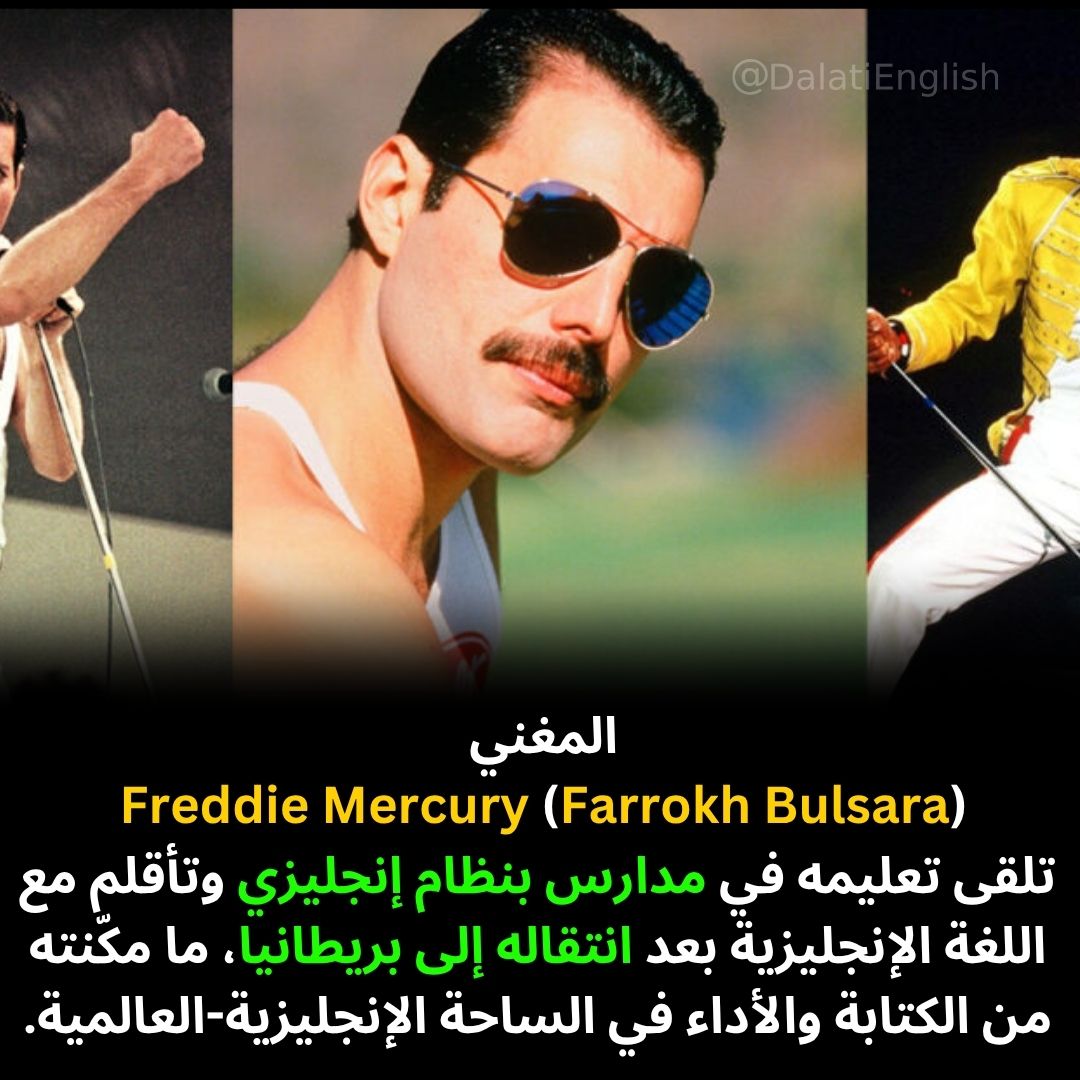 @DalatiEnglish
المغني
Freddie Mercury (Farrokh Bulsara)
تلقى تعليمه في مدارس بنظام إنجليزي وتأقلم مع
اللغة الإنجليزية بعد انتقاله إلى بريطانيا، ما مكّنته
من الكتابة والأداء في الساحة الإنجليزية-العالمية.